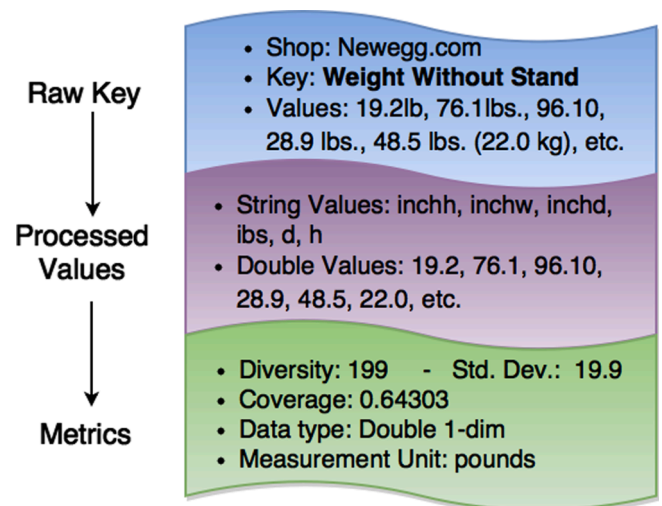 Raw Key
Processed
Values
Metrics
• Shop: Newegg.com
• Key: Weight Without Stand
• Values: 19.2lb, 76.1lbs., 96.10,
28.9 lbs., 48.5 lbs. (22.0 kg), etc.
• String Values: inchh, inchw, inchd,
ibs, d, h
• Double Values: 19.2, 76.1, 96.10,
28.9, 48.5, 22.0, etc.
• Diversity: 199 - Std. Dev.: 19.9
• Coverage: 0.64303
• Data type: Double 1-dim
• Measurement Unit: pounds